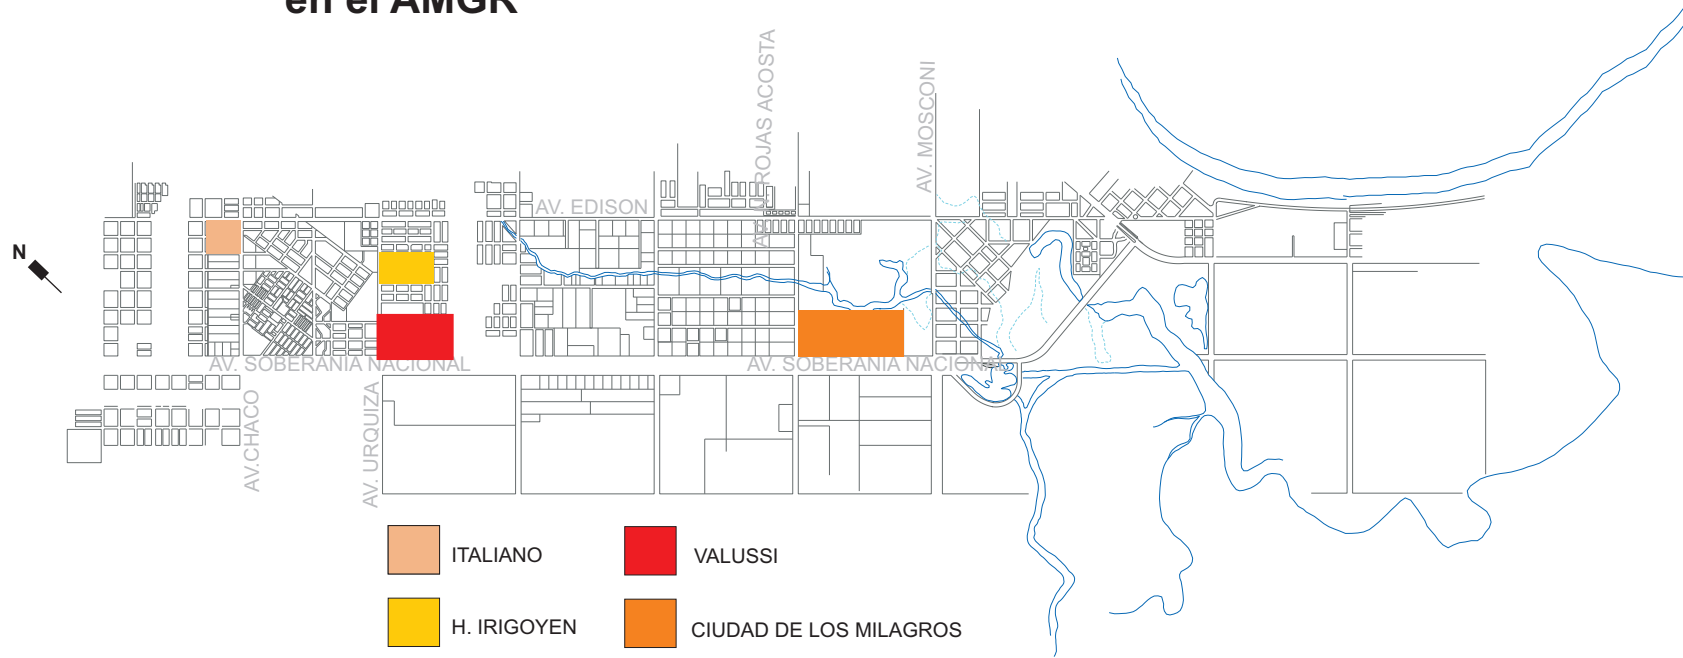 en el AMGR
AV. ROJAS ACOSTA
AV. MOSCONI
AV. EDISON
N
AV. SOBERANIA NACIONAL
AV. SOBERANIA NACIONAL
AV.CHACO
AV. URQUIZA
ITALIANO
VALUSSI
H. IRIGOYEN
CIUDAD DE LOS MILAGROS